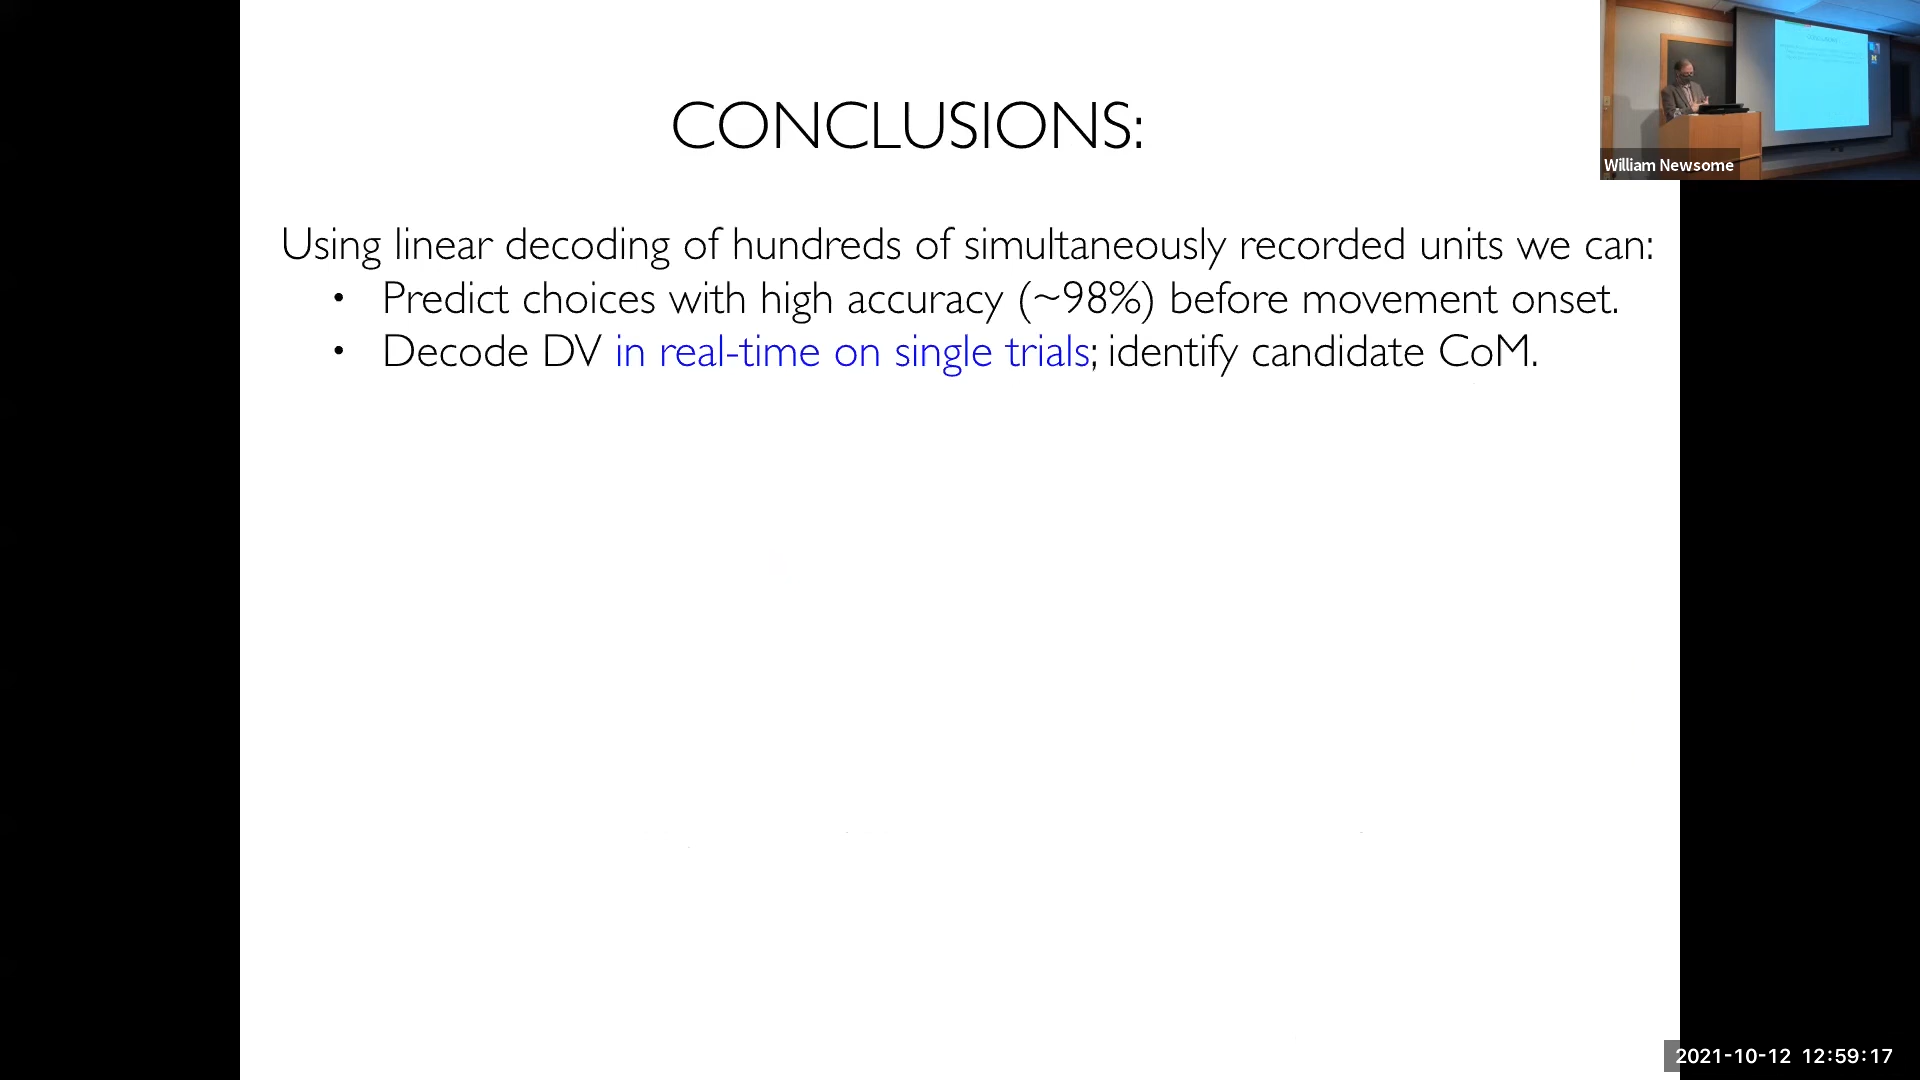 CONCLUSIONS:
William Newsome
Using linear decoding of hundreds of simultaneously recorded units we can:
• Predict choices with high accuracy (~98%) before movement onset.
• Decode DV in real-time on single trials; identify candidate CoM.
2021-10-12 12:59:17